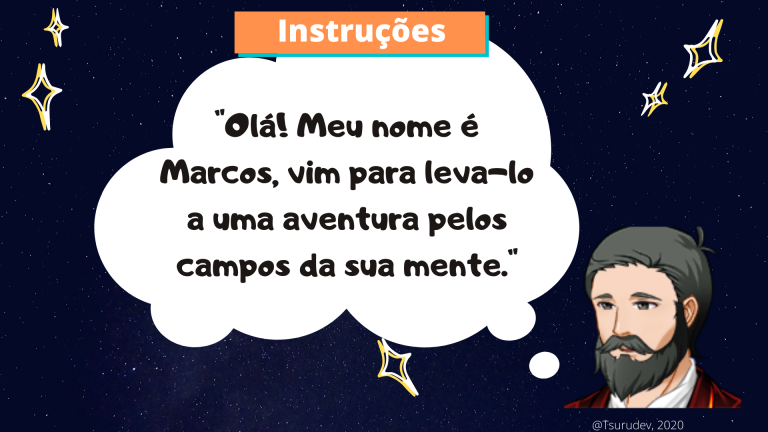 Instruções
"Olá! Meu nome é
Marcos, vim para leva-lo
a uma aventura pelos
campos da sua mente."
@Tsurudev, 2020